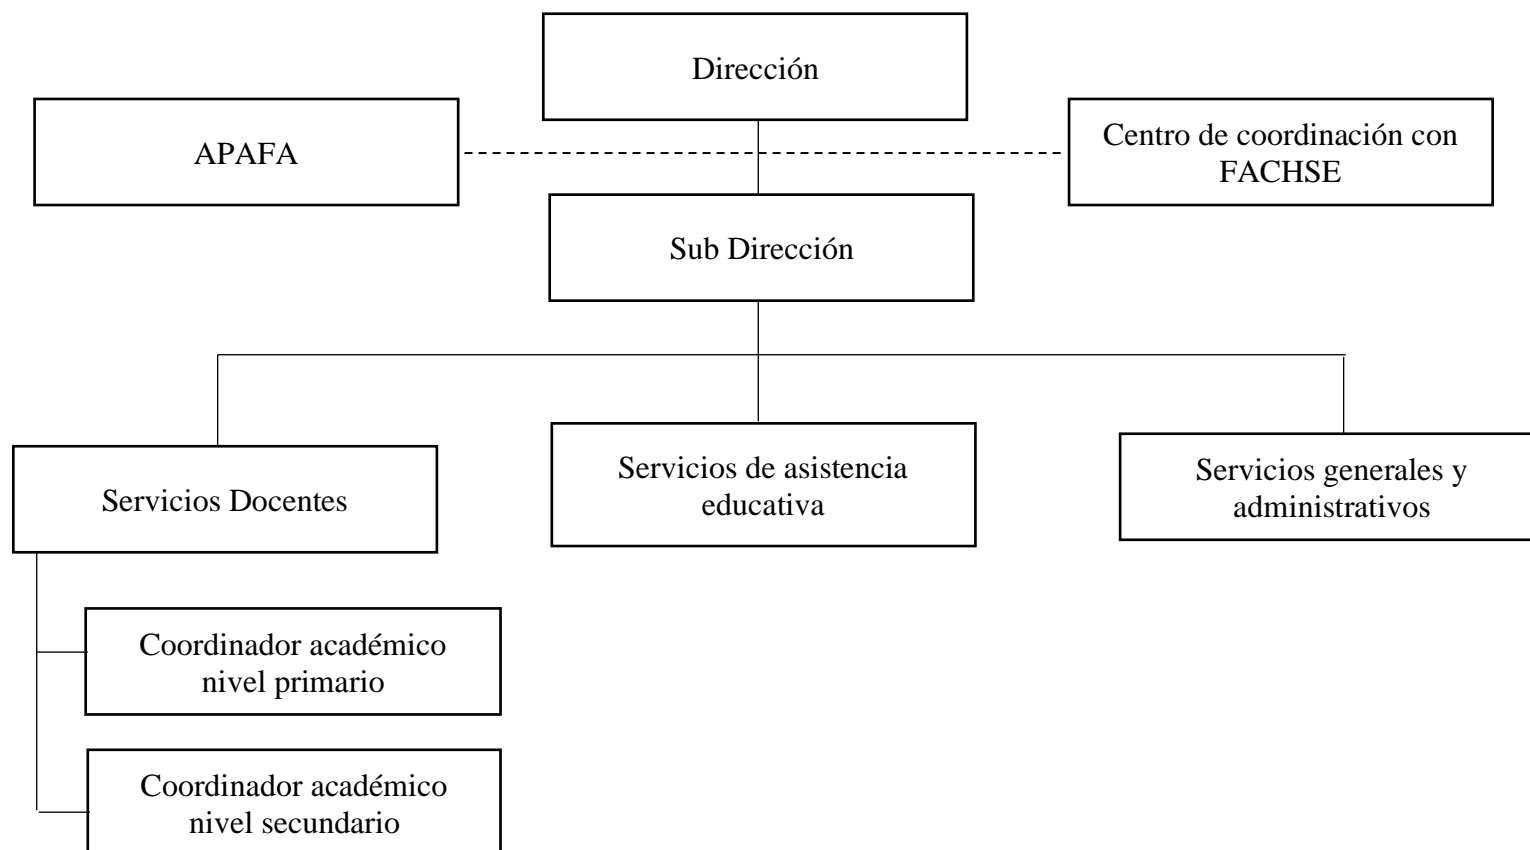 Dirección
APAFA
Centro de coordinación con
FACHSE
Sub Dirección
Servicios Docentes
Servicios de asistencia
educativa
Servicios generales y
administrativos
Coordinador académico
nivel primario
Coordinador académico
nivel secundario